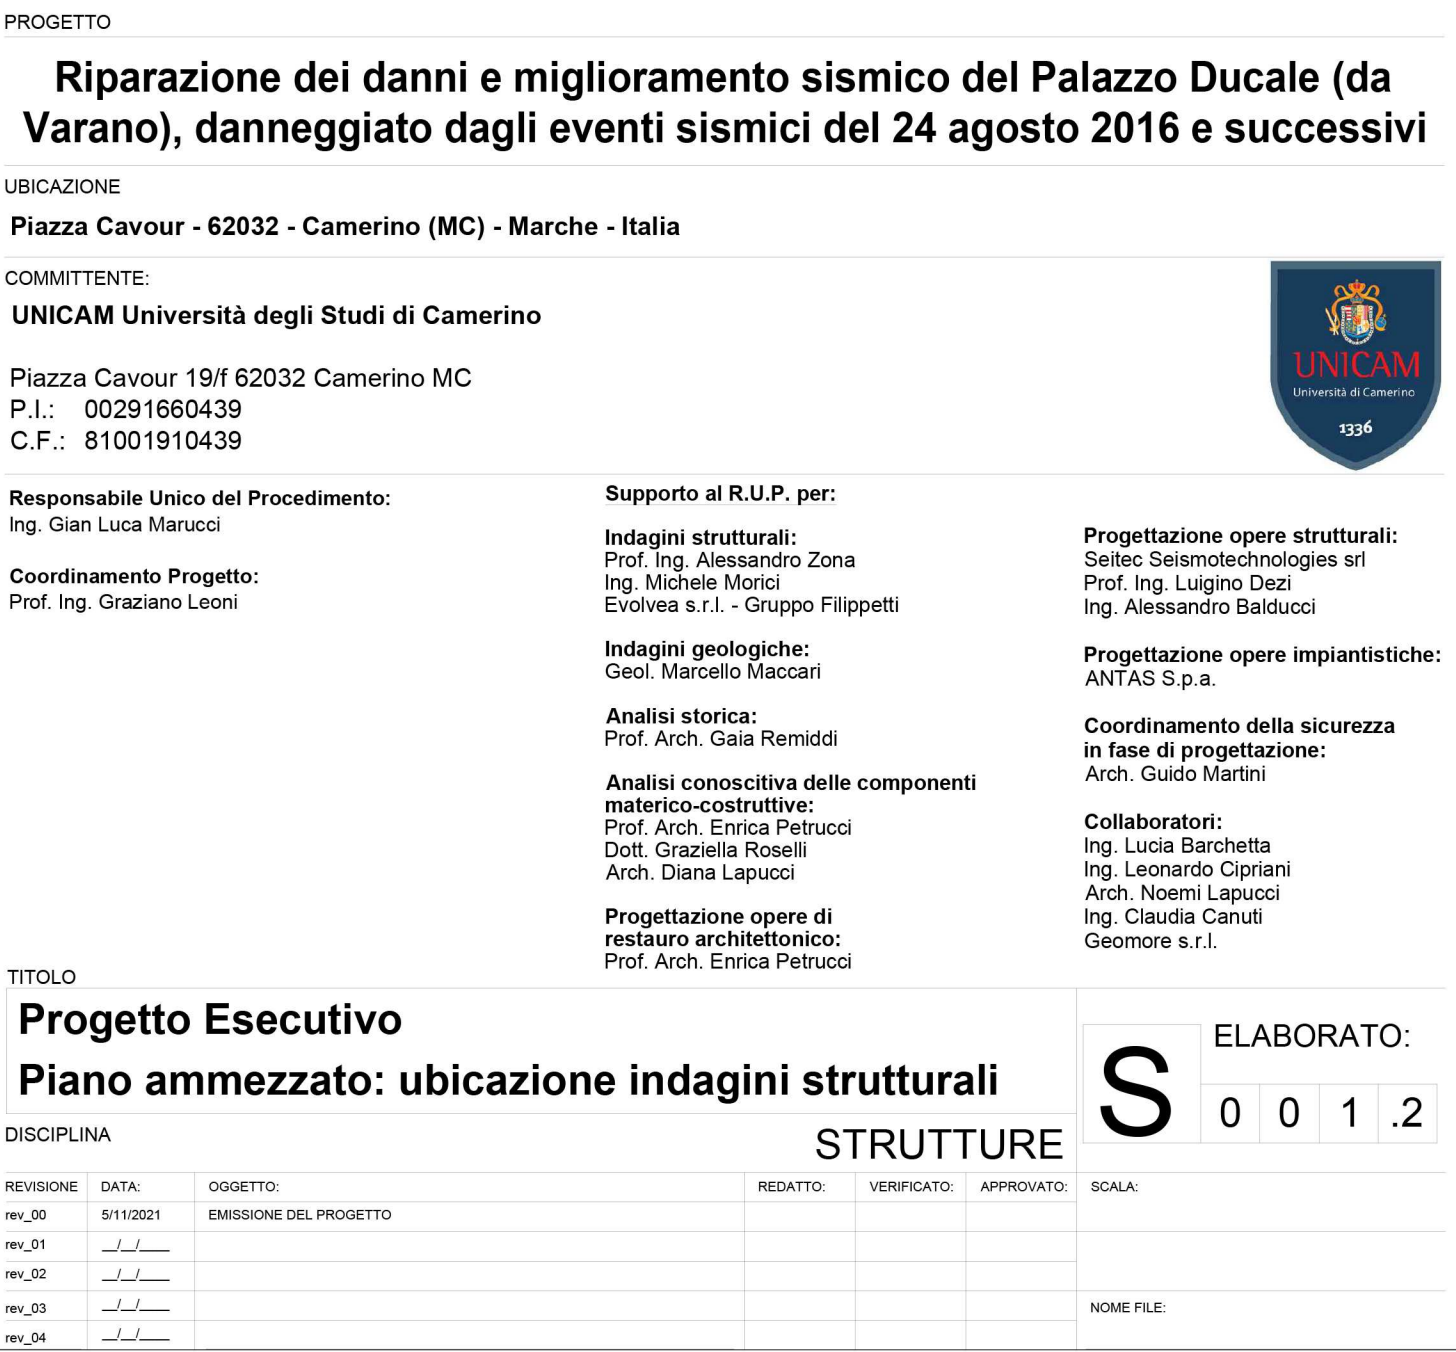 PROGETTO
Riparazione dei danni e miglioramento sismico del Palazzo Ducale (da
Varano), danneggiato dagli eventi sismici del 24 agosto 2016 e successivi
UBICAZIONE
Piazza Cavour - 62032 - Camerino (MC) - Marche - Italia
COMMITTENTE:
UNICAM Università degli Studi di Camerino
Piazza Cavour 19/f 62032 Camerino MC
P.I.: 00291660439
C.F.: 81001910439
UNICAM
Università di Camerino
1336
Responsabile Unico del Procedimento:
Ing. Gian Luca Marucci
Coordinamento Progetto:
Prof. Ing. Graziano Leoni
Supporto al R.U.P. per:
Indagini strutturali:
Prof. Ing. Alessandro Zona
Ing. Michele Morici
Evolvea s.r.l. - Gruppo Filippetti
Indagini geologiche:
Geol. Marcello Maccari
Analisi storica:
Prof. Arch. Gaia Remiddi
Analisi conoscitiva delle componenti
materico-costruttive:
Prof. Arch. Enrica Petrucci
Dott. Graziella Roselli
Arch. Diana Lapucci
Progettazione opere di
restauro architettonico:
Prof. Arch. Enrica Petrucci
Progettazione opere strutturali:
Seitec Seismotechnologies srl
Prof. Ing. Luigino Dezi
Ing. Alessandro Balducci
Progettazione opere impiantistiche:
ANTAS S.p.a.
Coordinamento della sicurezza
in fase di progettazione:
Arch. Guido Martini
Collaboratori:
Ing. Lucia Barchetta
Ing. Leonardo Cipriani
Arch. Noemi Lapucci
Ing. Claudia Canuti
Geomore s.r.l.
TITOLO
Progetto Esecutivo
Piano ammezzato: ubicazione indagini strutturali
S
ELABORATO:
0 0 1 .2
DISCIPLINA
STRUTTURE
REVISIONE DATA: OGGETTO: REDATTO: VERIFICATO: APPROVATO: SCALA:
rev_00 5/11/2021 EMISSIONE DEL PROGETTO
rev_01 __/__/____
rev_02 __/__/____
rev_03 __/__/____ NOME FILE:
rev_04 __/__/____